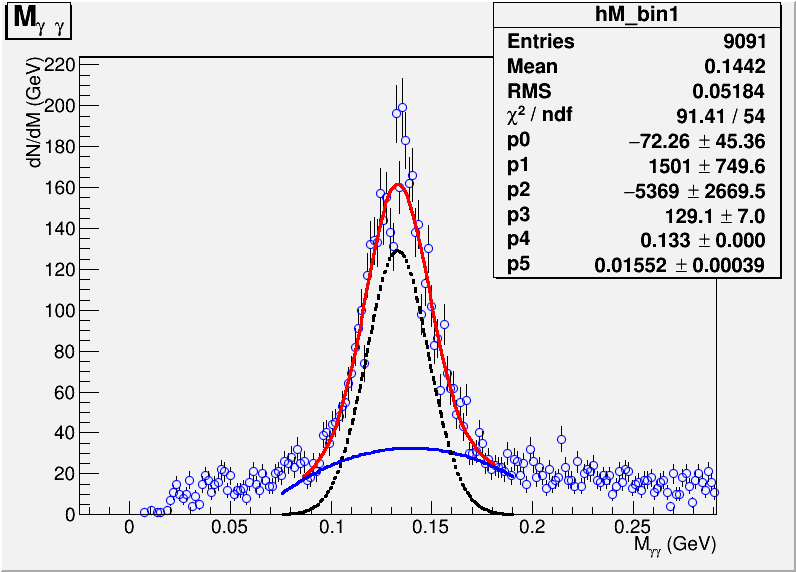 M_γ γ
hM_bin1
Entries 9091
Mean 0.1442
RMS 0.05184
χ² / ndf 91.41 / 54
p0 −72.26 ± 45.36
p1 1501 ± 749.6
p2 −5369 ± 2669.5
p3 129.1 ± 7.0
p4 0.133 ± 0.000
p5 0.01552 ± 0.00039
dN/dM (GeV)
220
200
180
160
140
120
100
80
60
40
20
0
0 0.05 0.1 0.15 0.2 0.25
M_γγ (GeV)